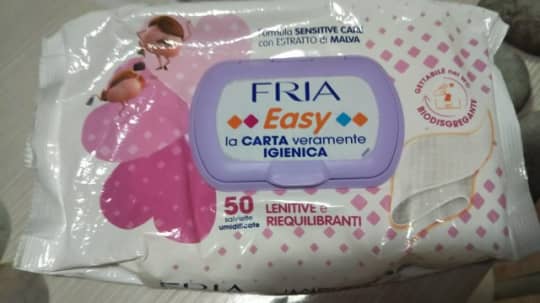 Formula SENSITIVE CARE
con ESTRATTO di MALVA
FRIA
Easy
la CARTA veramente
IGIENICA
GETTABILE nel WC
BIODISGREGANTE
50
salviette
umidificate
LENITIVE e
RIEQUILIBRANTI
FRIA